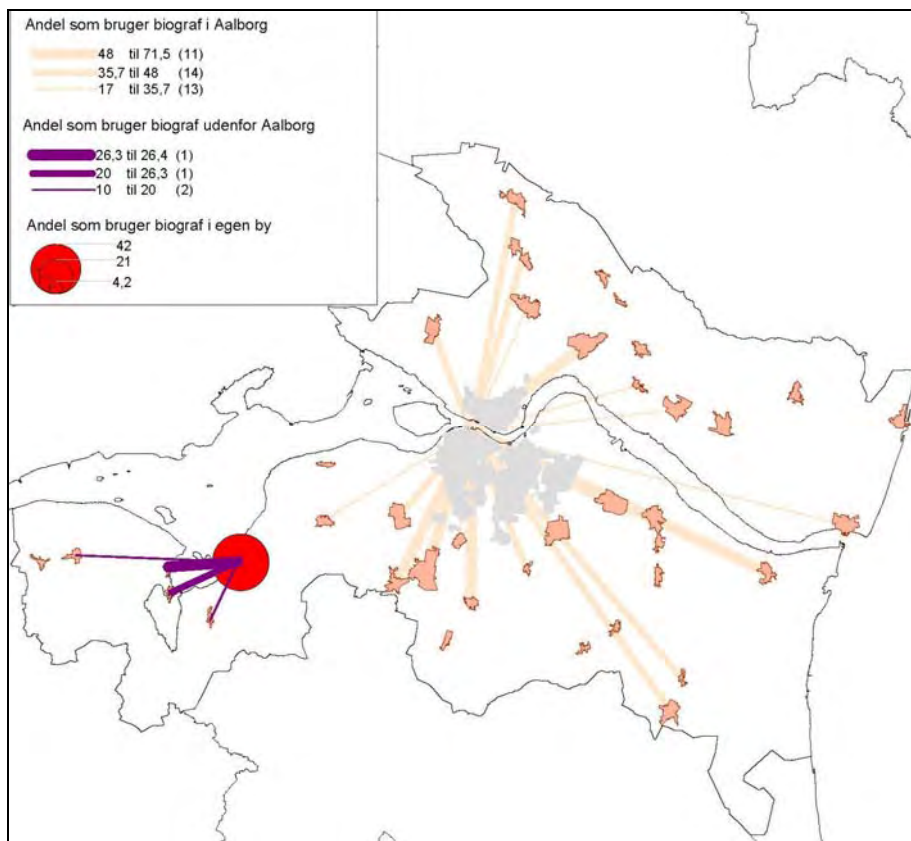 Andel som bruger biograf i Aalborg
48 til 71,5 (11)
35,7 til 48 (14)
17 til 35,7 (13)
Andel som bruger biograf udenfor Aalborg
26,3 til 26,4 (1)
20 til 26,3 (1)
10 til 20 (2)
Andel som bruger biograf i egen by
42
21
4,2